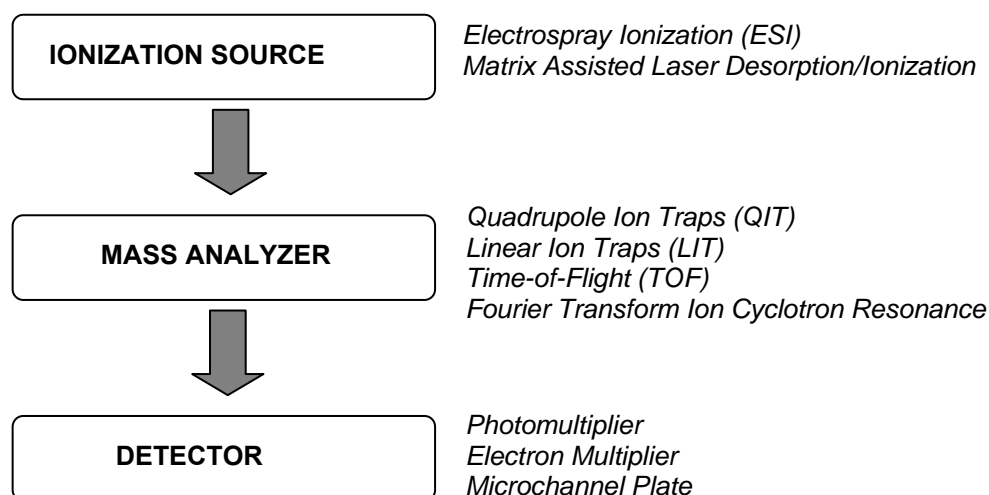 IONIZATION SOURCE
Electrospray Ionization (ESI)
Matrix Assisted Laser Desorption/Ionization
MASS ANALYZER
Quadrupole Ion Traps (QIT)
Linear Ion Traps (LIT)
Time-of-Flight (TOF)
Fourier Transform Ion Cyclotron Resonance
DETECTOR
Photomultiplier
Electron Multiplier
Microchannel Plate